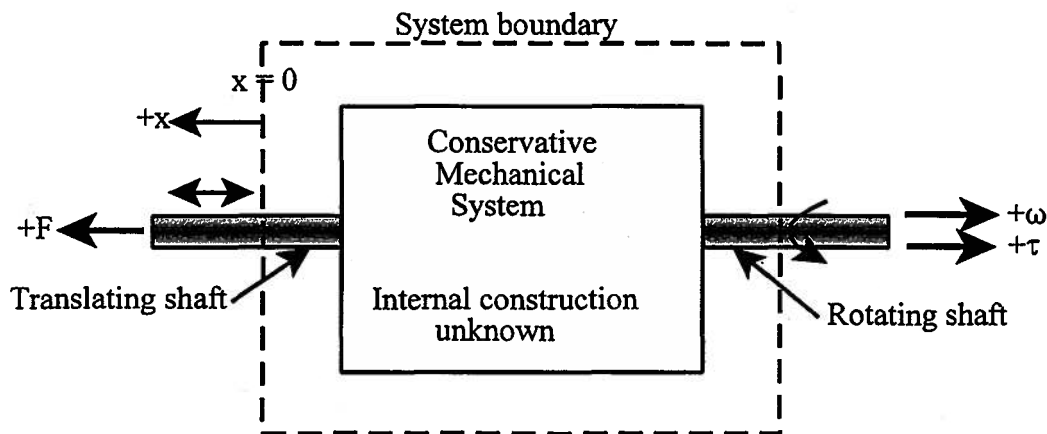 System boundary
x = 0
+x
Conservative
Mechanical
System
+F
+ω
+τ
Translating shaft
Internal construction
unknown
Rotating shaft